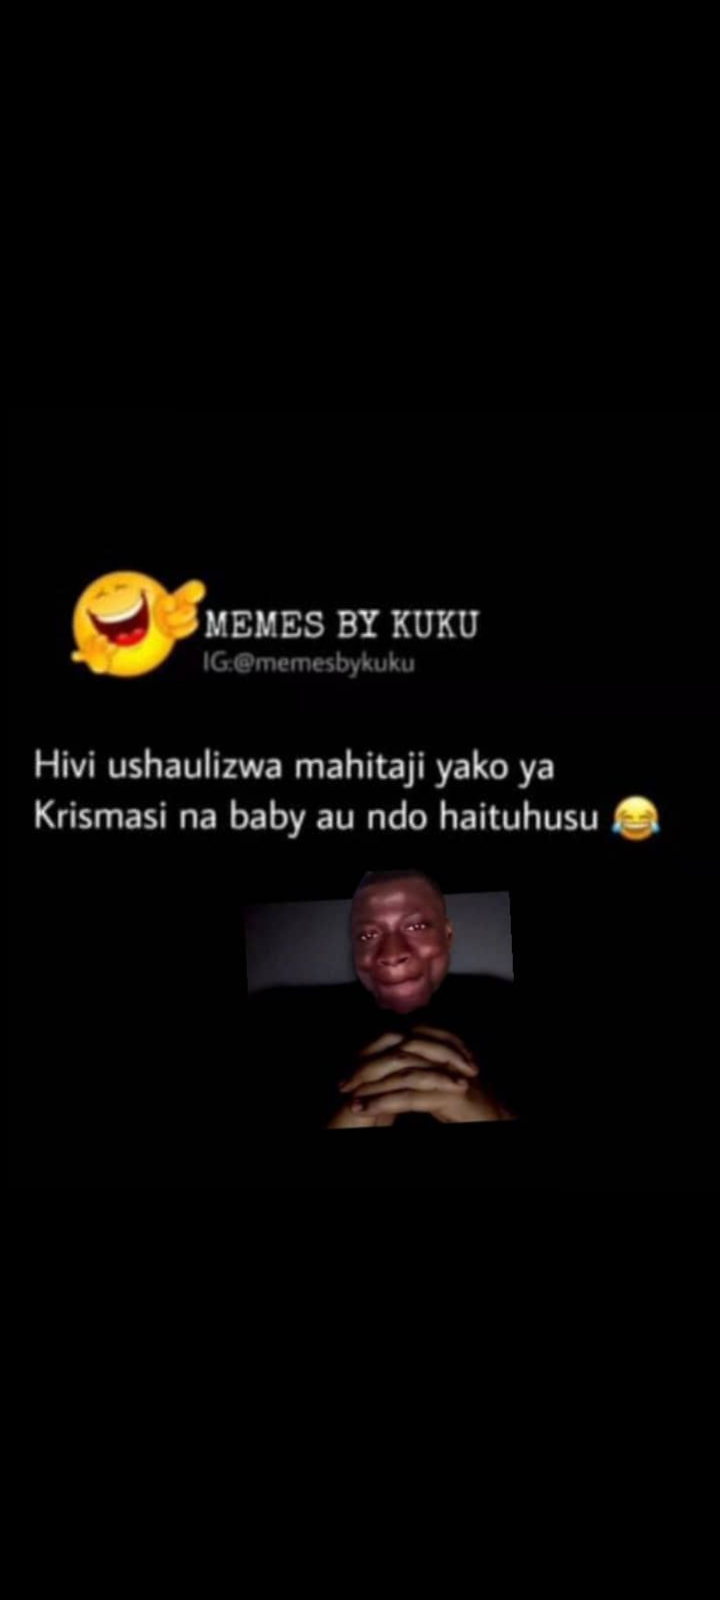 MEMES BY KUKU
IG:@memesbykuku
Hivi ushaulizwa mahitaji yako ya
Krismasi na baby au ndo haituhusu 😂